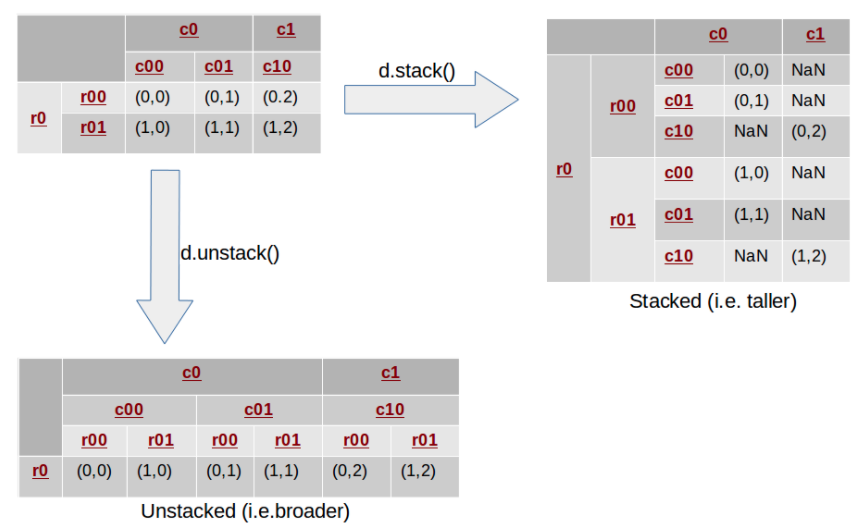 c0 c1
c00 c01 c10
r0 r00 (0,0) (0,1) (0.2)
r01 (1,0) (1,1) (1,2)
d.stack()
c0 c1
r0 r00 c00 (0,0) NaN
c01 (0,1) NaN
c10 NaN (0,2)
r01 c00 (1,0) NaN
c01 (1,1) NaN
c10 NaN (1,2)
Stacked (i.e. taller)
d.unstack()
c0 c1
c00 c01 c10
r00 r01 r00 r01 r00 r01
r0 (0,0) (1,0) (0,1) (1,1) (0,2) (1,2)
Unstacked (i.e.broader)